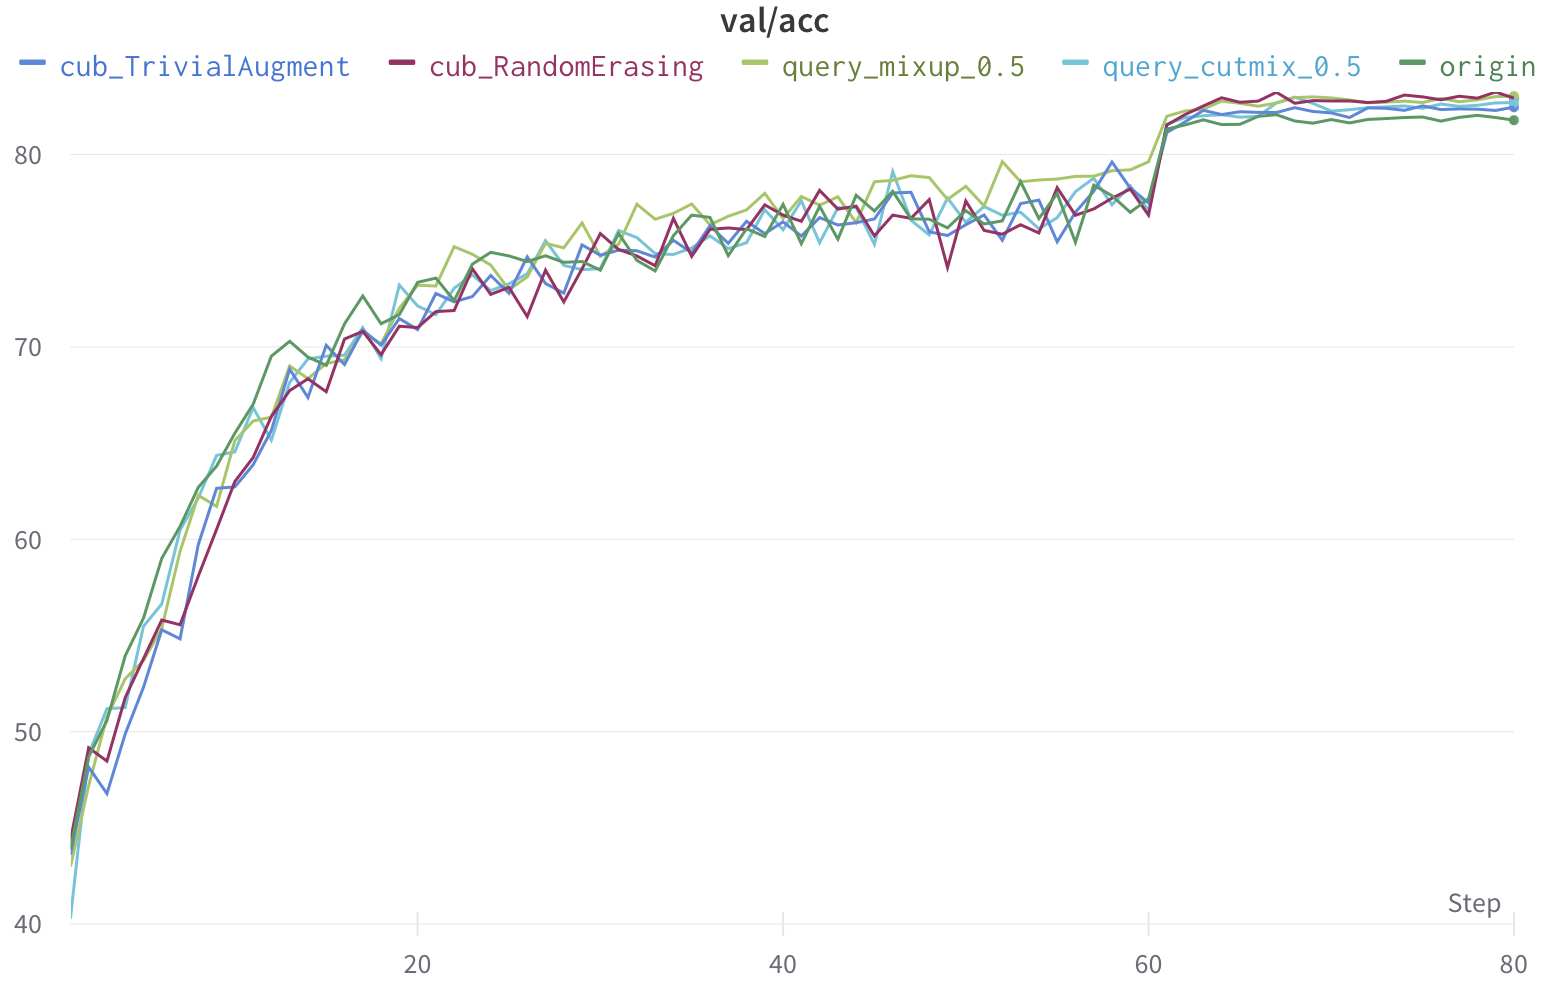 val/acc
cub_TrivialAugment cub_RandomErasing query_mixup_0.5 query_cutmix_0.5 origin
80
70
60
50
Step
40
20 40 60 80